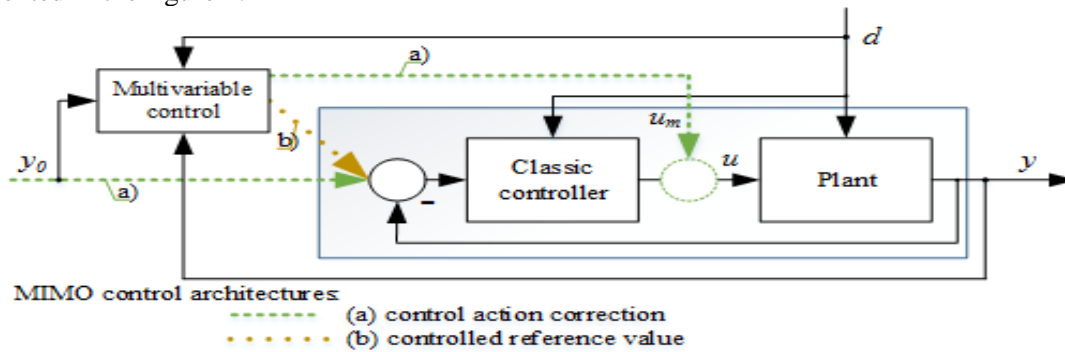 d
a)
Multivariable
control
b)
u_m
y_0
a)
Classic
controller
u
Plant
y
-
MIMO control architectures:
(a) control action correction
(b) controlled reference value